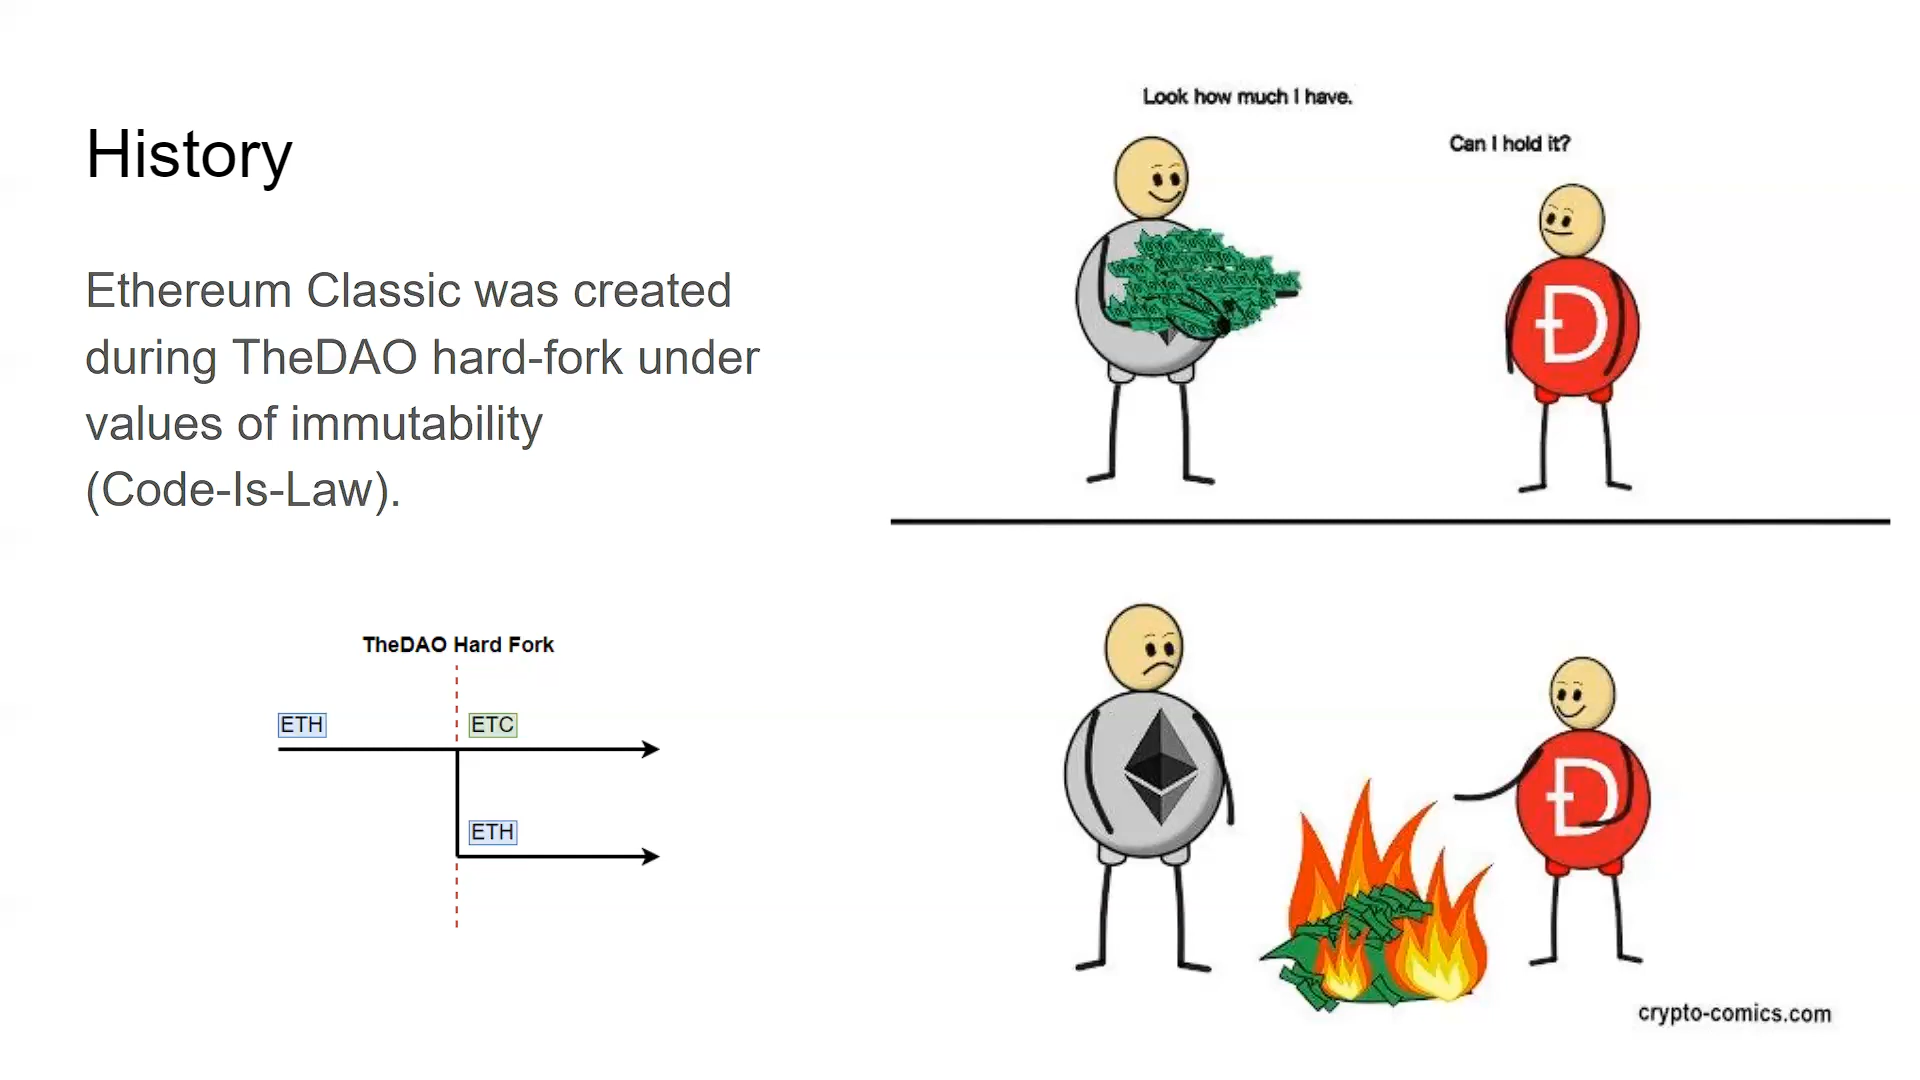 History
Ethereum Classic was created
during TheDAO hard-fork under
values of immutability
(Code-Is-Law).
TheDAO Hard Fork
ETH
ETC
ETH
Look how much I have.
Can I hold it?
Ð
Ð
crypto-comics.com